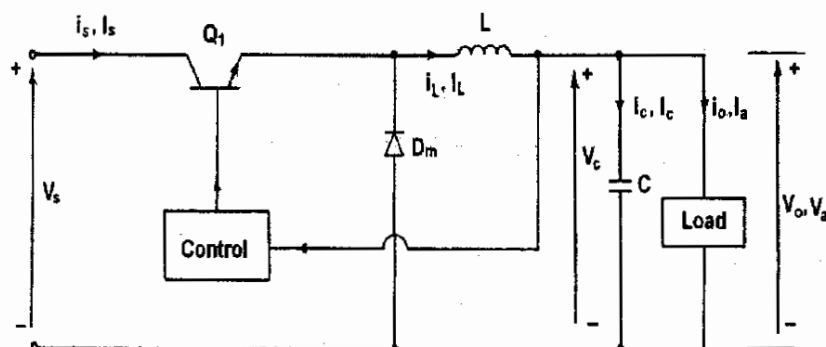 i_s, I_s
Q_1
L
+
i_L, I_L
+
i_c, I_c
i_o, I_a
+
D_m
V_c
C
V_s
Load
V_o, V_a
Control
−
−
−